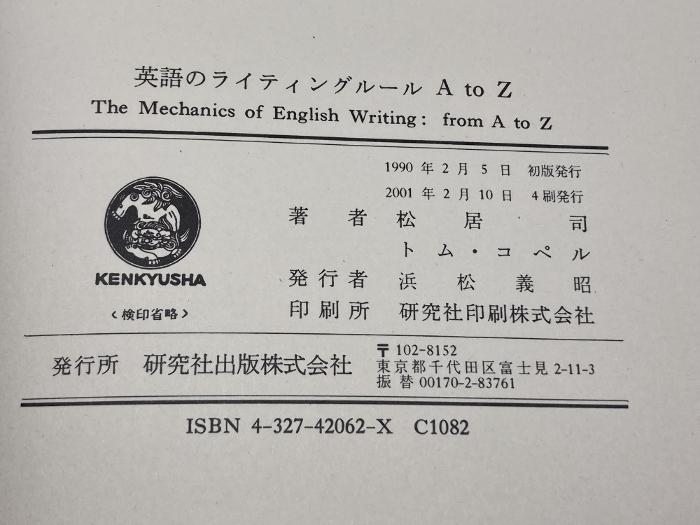 英語のライティングルール A to Z
The Mechanics of English Writing: from A to Z
1990 年 2 月 5 日 初版発行
2001 年 2 月 10 日 4 刷発行
著者 松居司
トム・コペル
KENKYUSHA
発行者 浜松義昭
〈検印省略〉
印刷所 研究社印刷株式会社
発行所 研究社出版株式会社
〒102-8152
東京都千代田区富士見 2-11-3
振替 00170-2-83761
ISBN 4-327-42062-X C1082